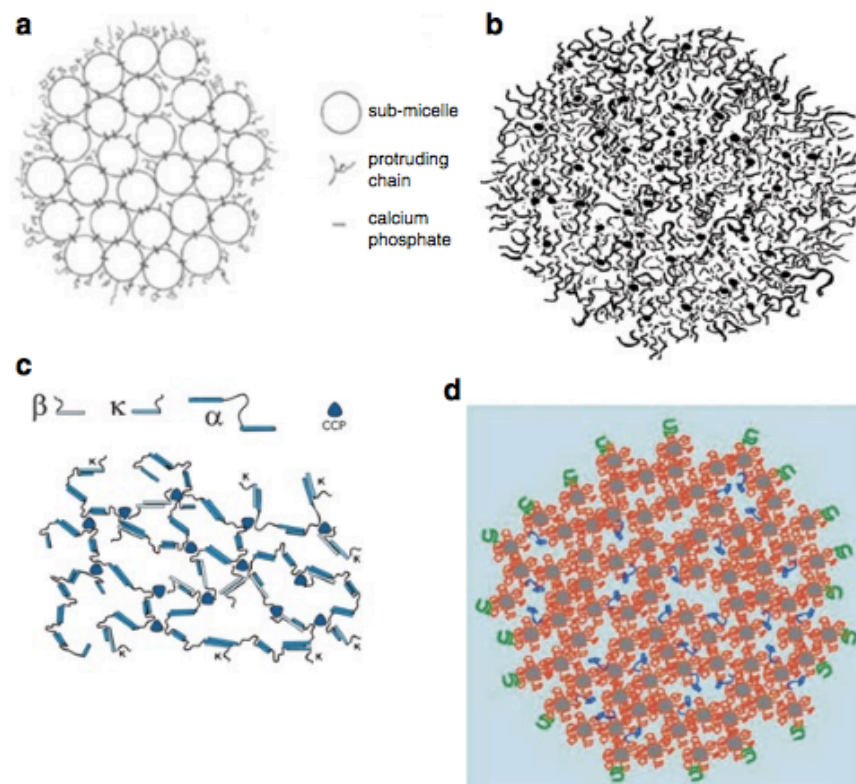 a
sub-micelle
protruding
chain
calcium
phosphate
b
c
β κ α CCP
κ κ κ
κ
κ
κ κ
d